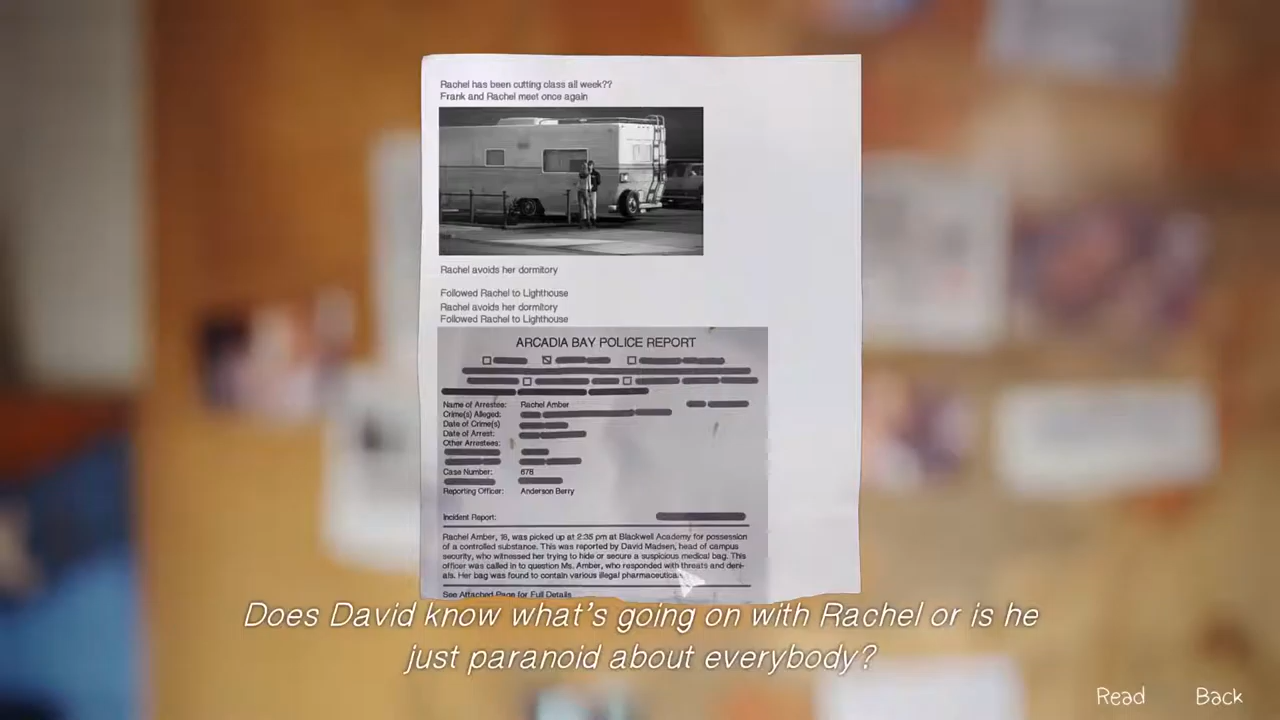 Rachel has been cutting class all week??
Frank and Rachel meet once again
Rachel avoids her dormitory
Followed Rachel to Lighthouse
Rachel avoids her dormitory
Followed Rachel to Lighthouse
ARCADIA BAY POLICE REPORT
Name of Arrestee: Rachel Amber
Crime(s) Alleged:
Date of Crime(s)
Date of Arrest:
Other Arrestees:
Case Number: 676
Reporting Officer: Anderson Berry
Incident Report:
Rachel Amber, 18, was picked up at 2:35 pm at Blackwell Academy for possession
of a controlled substance. This was reported by David Madsen, head of campus
security, who witnessed her trying to hide or secure a suspicious medical bag. This
officer was called in to question Ms. Amber, who responded with threats and deni-
als. Her bag was found to contain various illegal pharmaceuticals.
See Attached Page for Full Details
Does David know what's going on with Rachel or is he
just paranoid about everybody?
Read Back